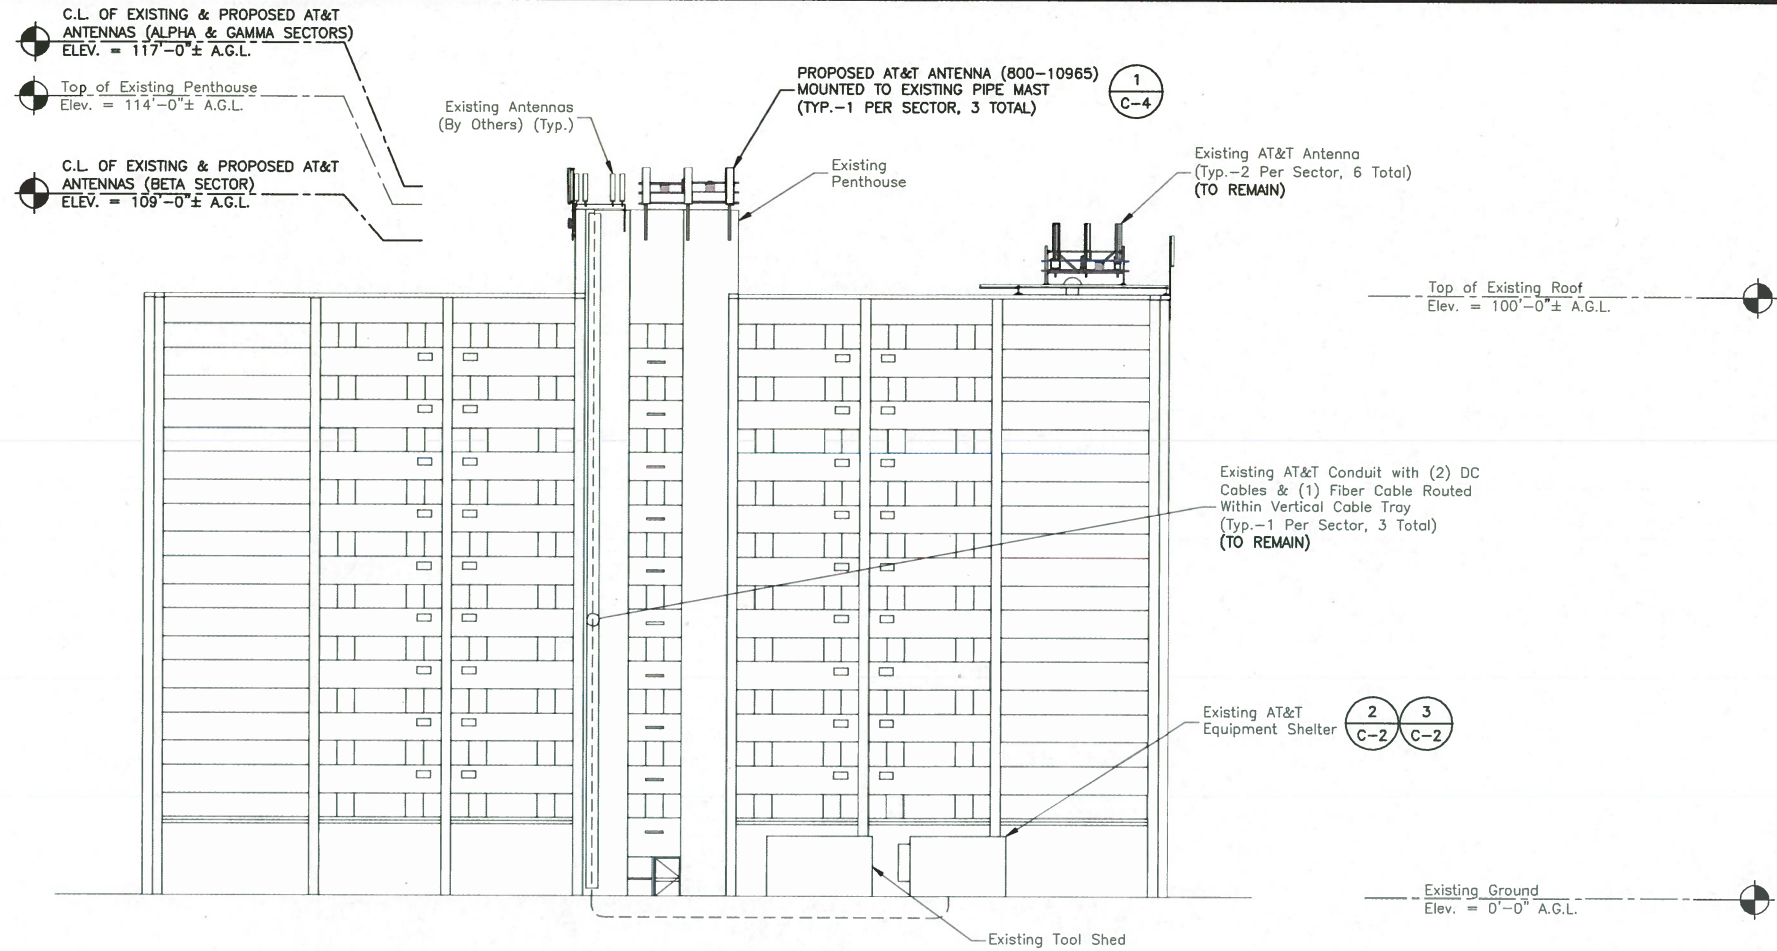 C.L. OF EXISTING & PROPOSED AT&T
ANTENNAS (ALPHA & GAMMA SECTORS)
ELEV. = 117'-0"± A.G.L.
Top of Existing Penthouse
Elev. = 114'-0"± A.G.L.
C.L. OF EXISTING & PROPOSED AT&T
ANTENNAS (BETA SECTOR)
ELEV. = 109'-0"± A.G.L.
Existing Antennas
(By Others) (Typ.)
PROPOSED AT&T ANTENNA (800-10965)
MOUNTED TO EXISTING PIPE MAST
(TYP.-1 PER SECTOR, 3 TOTAL)
1
C-4
Existing
Penthouse
Existing AT&T Antenna
(Typ.-2 Per Sector, 6 Total)
(TO REMAIN)
Top of Existing Roof
Elev. = 100'-0"± A.G.L.
Existing AT&T Conduit with (2) DC
Cables & (1) Fiber Cable Routed
Within Vertical Cable Tray
(Typ.-1 Per Sector, 3 Total)
(TO REMAIN)
Existing AT&T
Equipment Shelter
2
C-2
3
C-2
Existing Ground
Elev. = 0'-0" A.G.L.
Existing Tool Shed